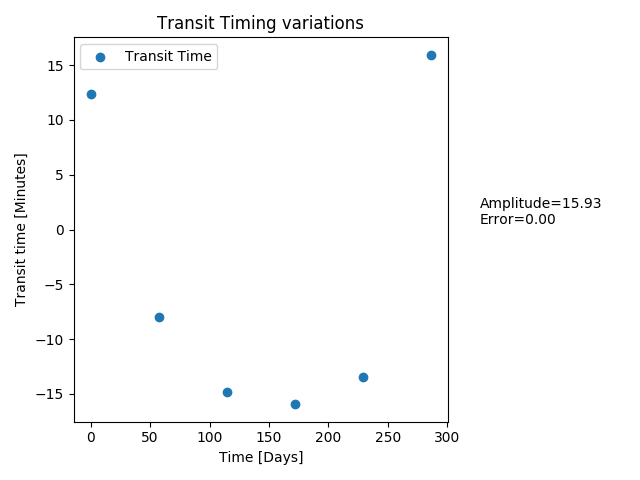 Transit Timing variations
Transit Time
15
10
5
0
−5
−10
−15
Transit time [Minutes]
0 50 100 150 200 250 300
Time [Days]
Amplitude=15.93
Error=0.00